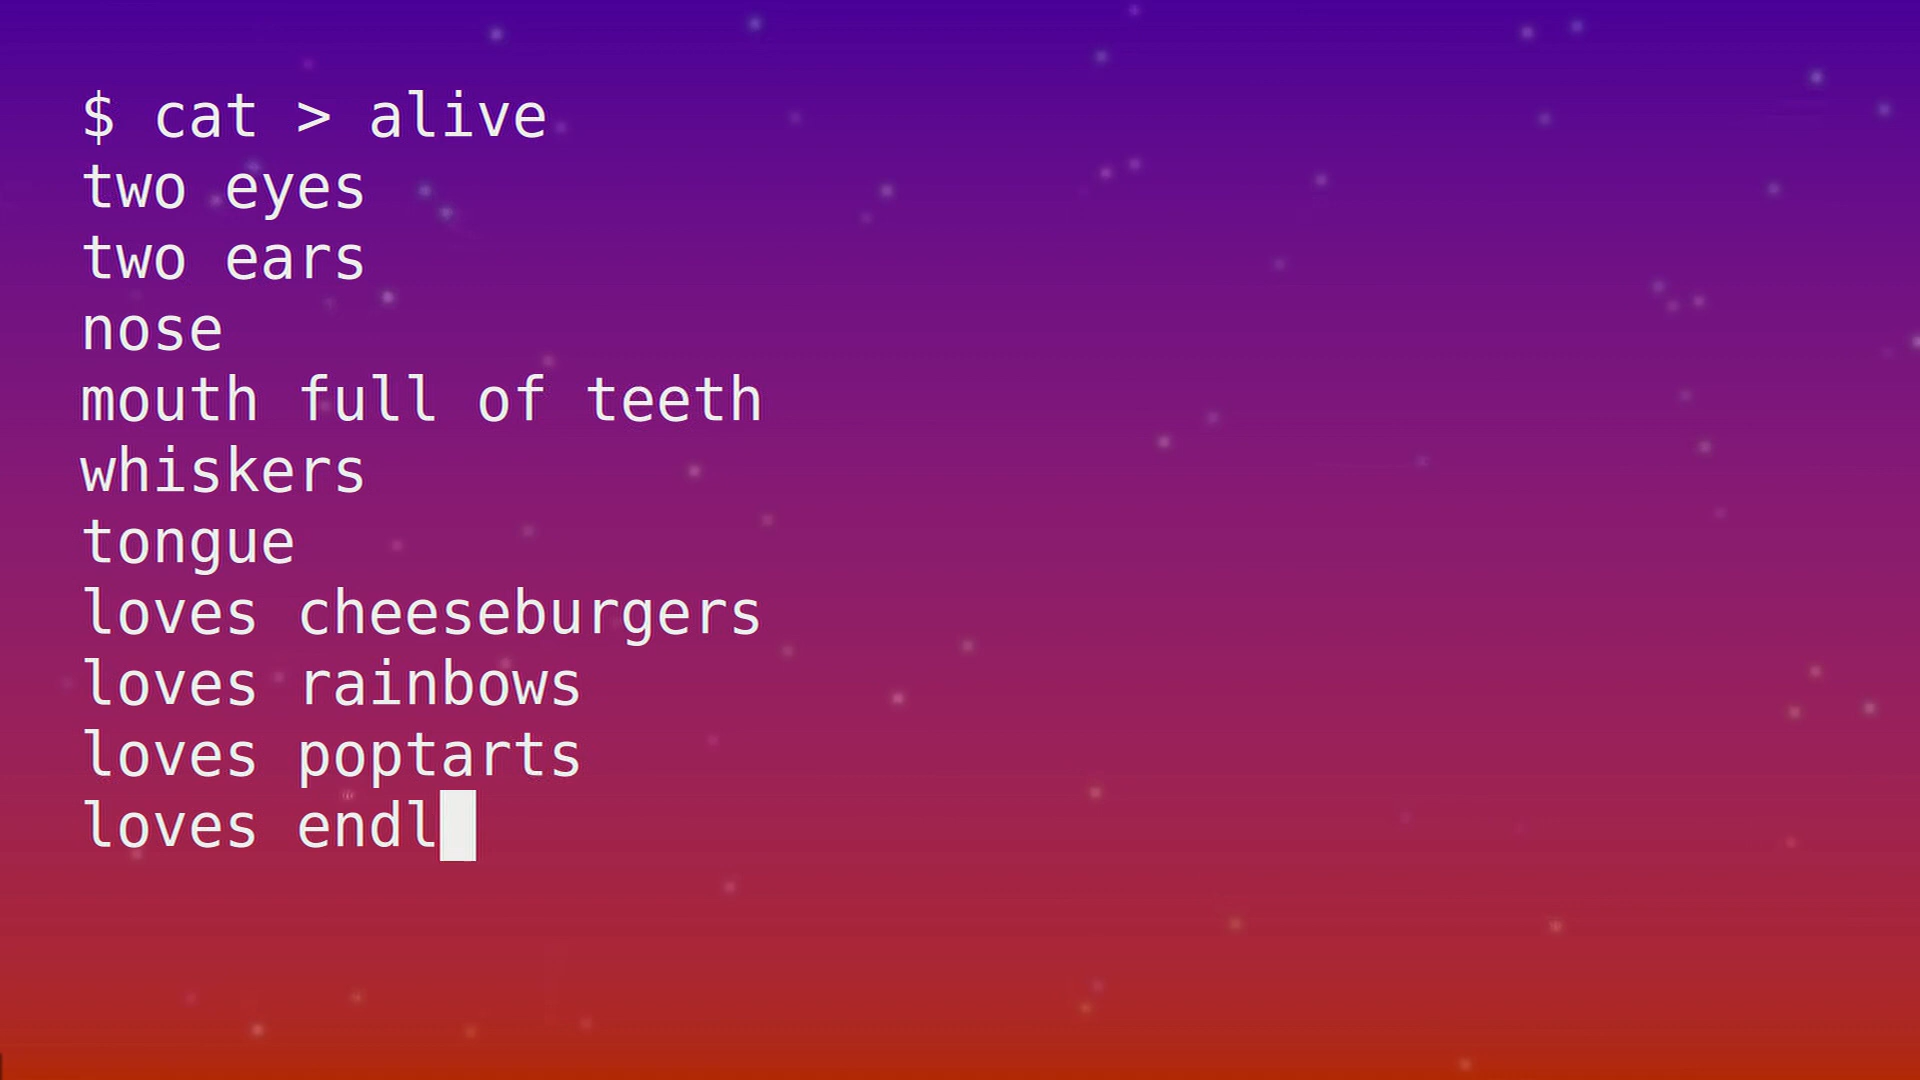 $ cat > alive
two eyes
two ears
nose
mouth full of teeth
whiskers
tongue
loves cheeseburgers
loves rainbows
loves poptarts
loves endl